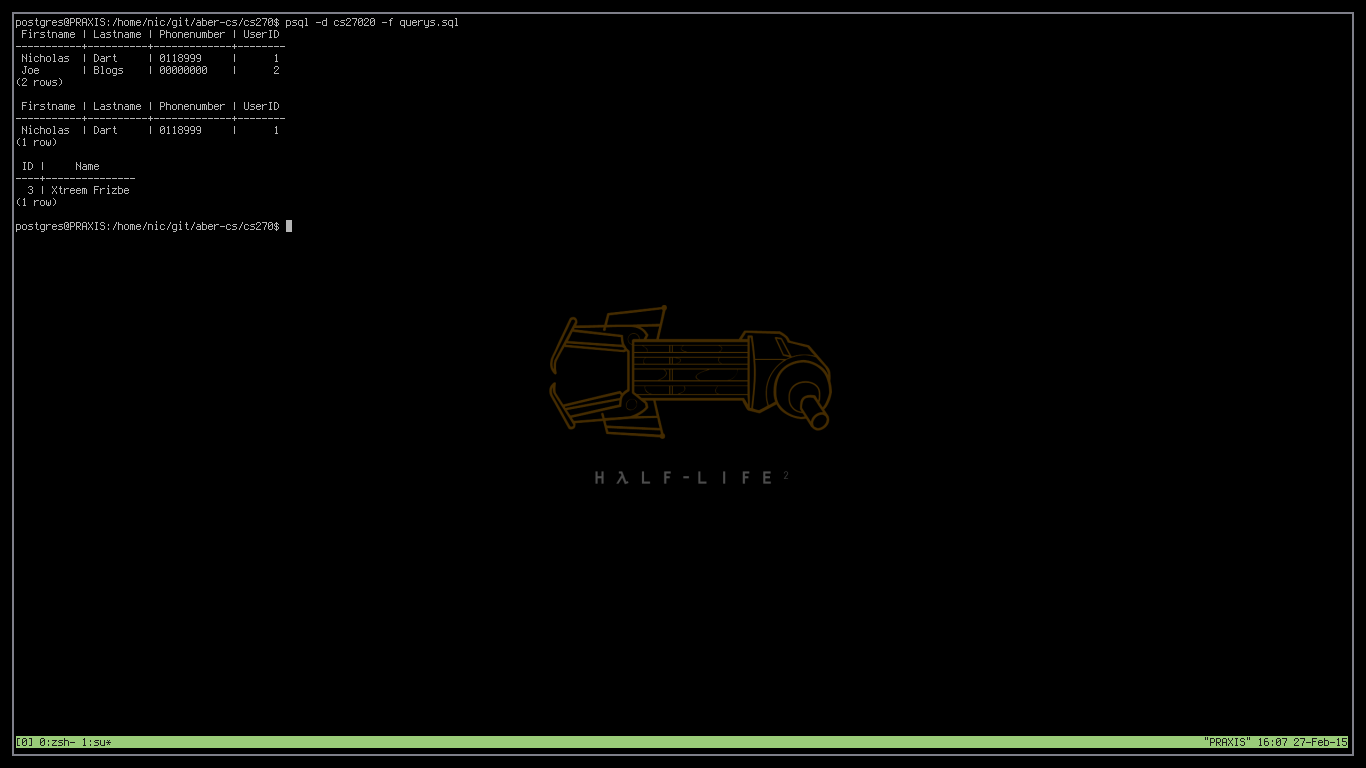 postgres@PRAXIS:/home/nic/git/aber-cs/cs270$ psql -d cs27020 -f querys.sql
 Firstname | Lastname | Phonenumber | UserID
-----------+----------+-------------+--------
 Nicholas  | Dart     | 0118999     |      1
 Joe       | Blogs    | 00000000    |      2
(2 rows)

 Firstname | Lastname | Phonenumber | UserID
-----------+----------+-------------+--------
 Nicholas  | Dart     | 0118999     |      1
(1 row)

 ID |     Name
----+---------------
  3 | Xtreem Frizbe
(1 row)

postgres@PRAXIS:/home/nic/git/aber-cs/cs270$
HλLF-LIFE²
[0] 0:zsh- 1:su* "PRAXIS" 16:07 27-Feb-15